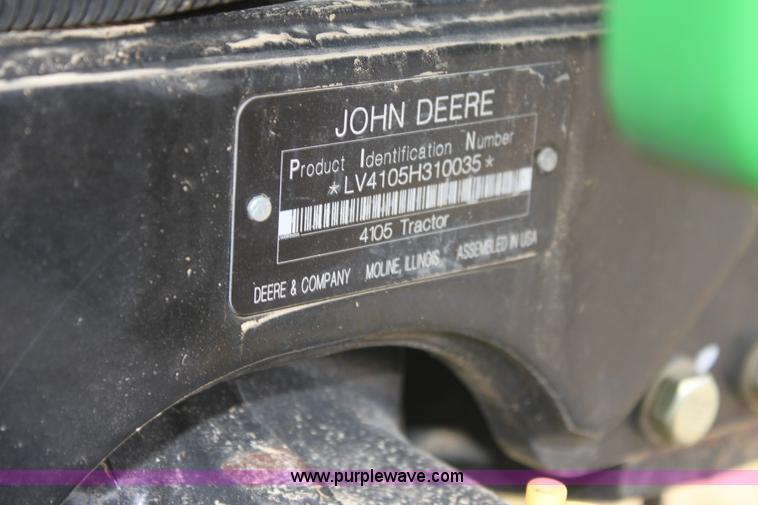 JOHN DEERE
Product Identification Number
*LV4105H310035*
4105 Tractor
DEERE & COMPANY MOLINE, ILLINOIS ASSEMBLED IN USA
www.purplewave.com